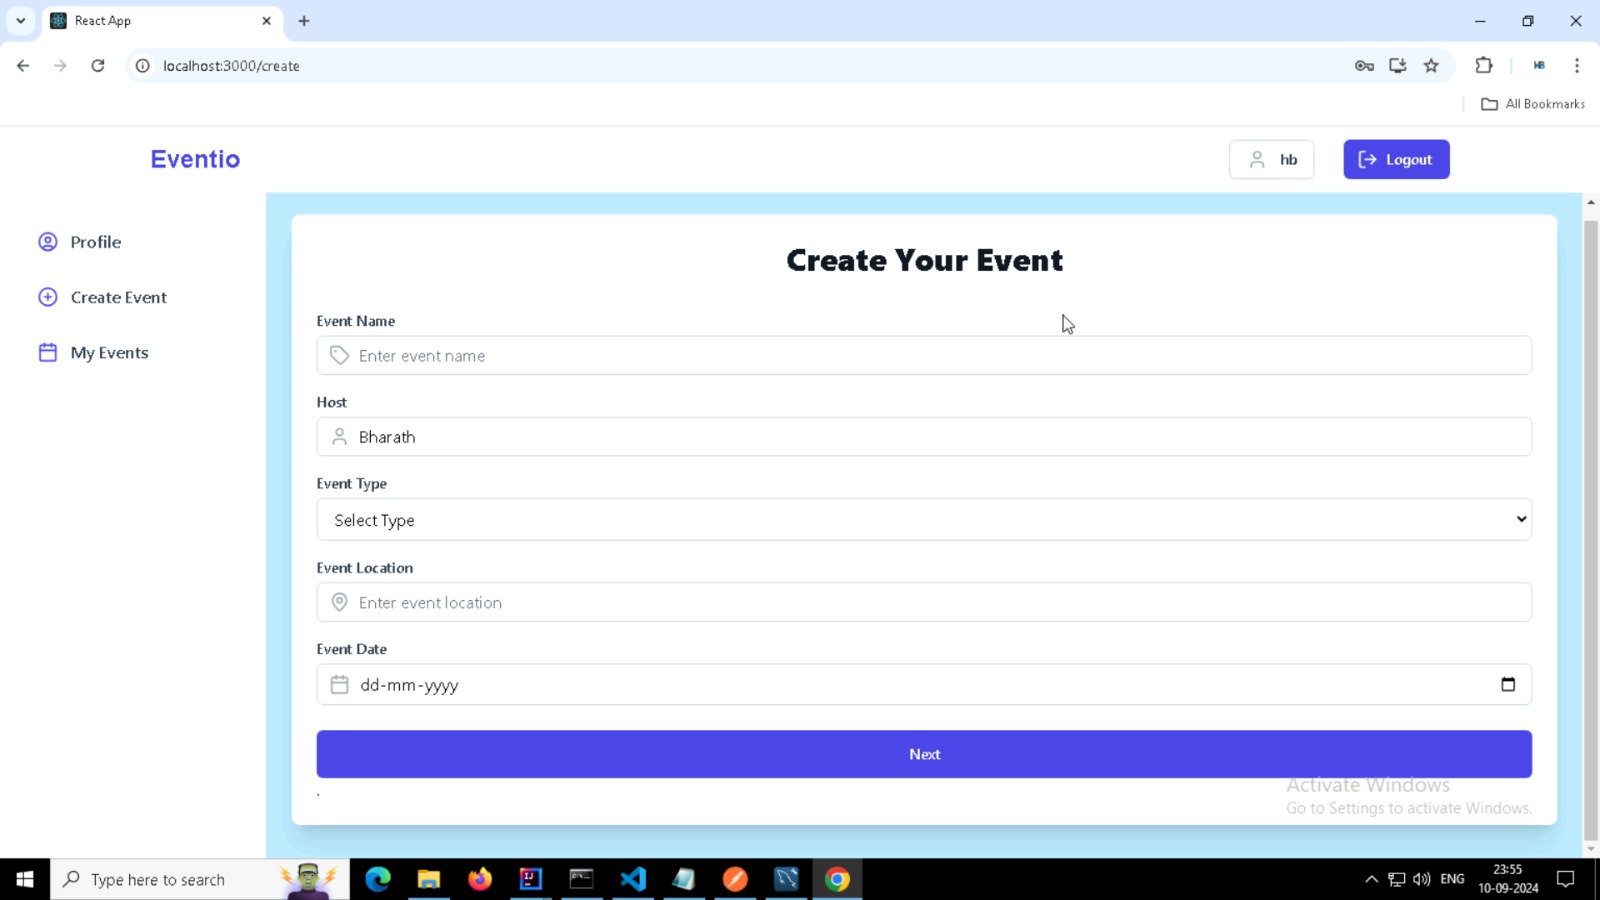 React App
localhost:3000/create
All Bookmarks
Eventio
hb
Logout
Profile
Create Event
My Events
Create Your Event
Event Name
Enter event name
Host
Bharath
Event Type
Select Type
Event Location
Enter event location
Event Date
dd-mm-yyyy
Next
.
Activate Windows
Go to Settings to activate Windows.
Type here to search
ENG
23:55
10-09-2024